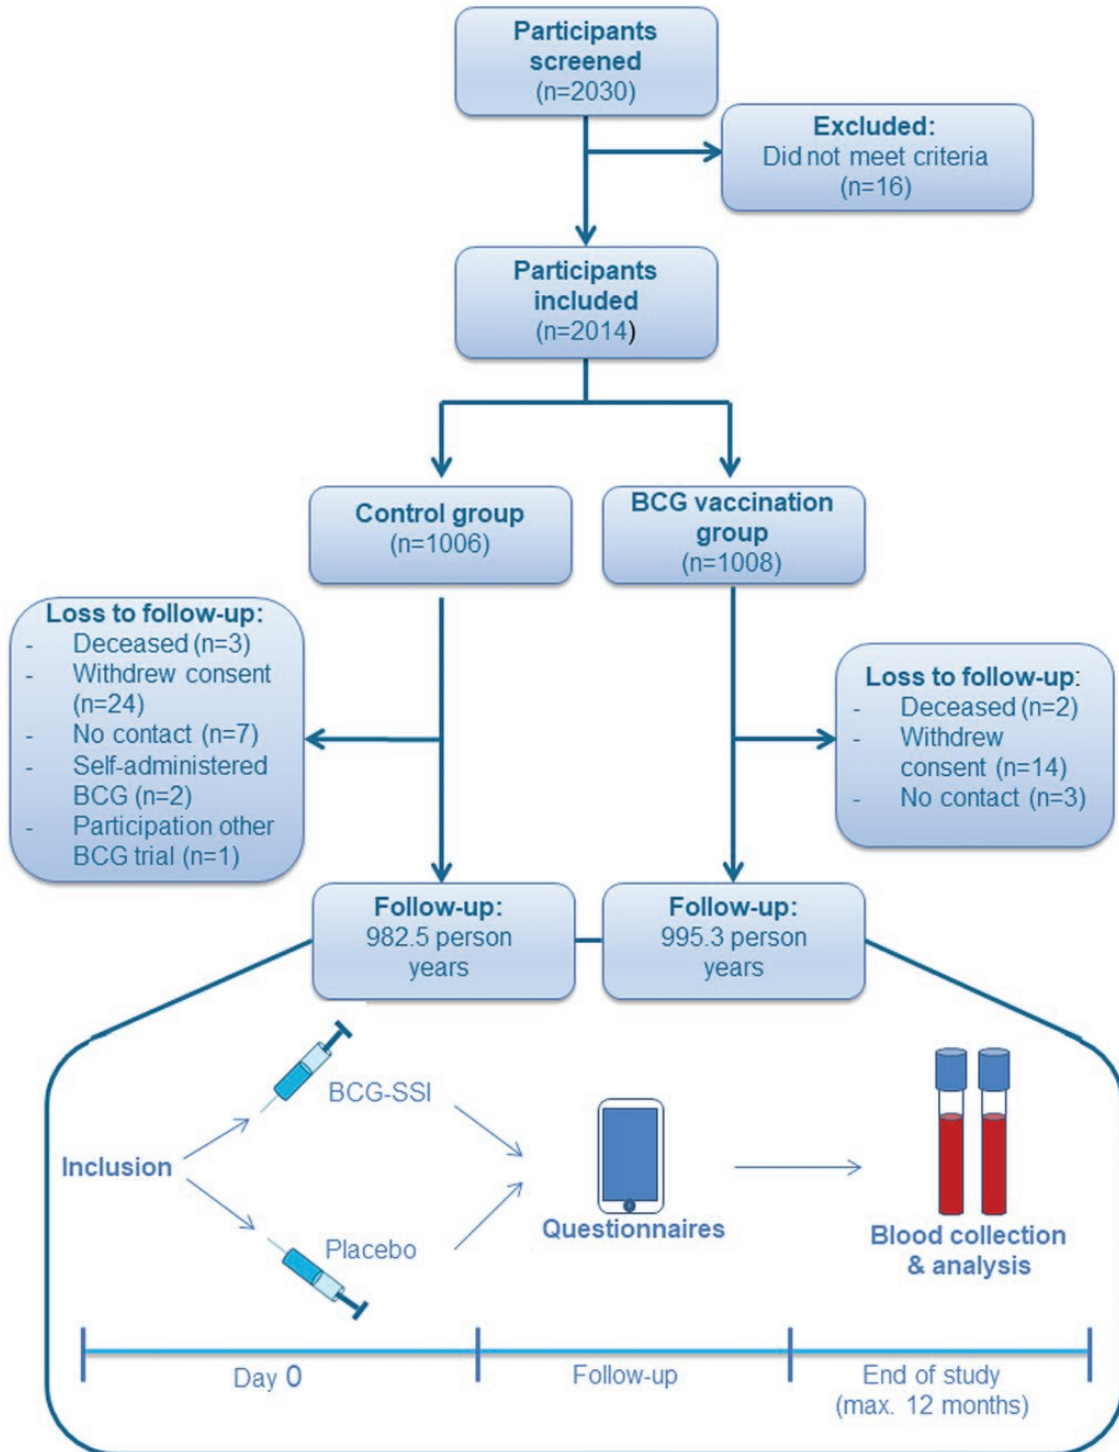 Participants
screened
(n=2030)
Excluded:
Did not meet criteria
(n=16)
Participants
included
(n=2014)
Control group
(n=1006)
BCG vaccination
group
(n=1008)
Loss to follow-up:
- Deceased (n=3)
- Withdrew consent
(n=24)
- No contact (n=7)
- Self-administered
BCG (n=2)
- Participation other
BCG trial (n=1)
Loss to follow-up:
- Deceased (n=2)
- Withdrew
consent (n=14)
- No contact (n=3)
Follow-up:
982.5 person
years
Follow-up:
995.3 person
years
BCG-SSI
Inclusion
Placebo
Questionnaires
Blood collection
& analysis
Day 0
Follow-up
End of study
(max. 12 months)